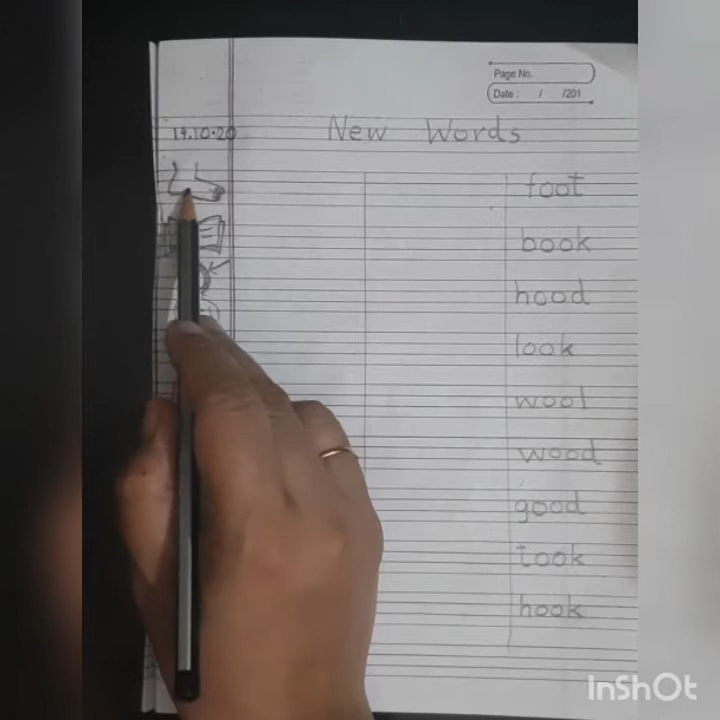 Page No.
Date : / /201
14.10.20 New Words
foot
book
hood
look
wool
wood
good
took
hook
InShOt